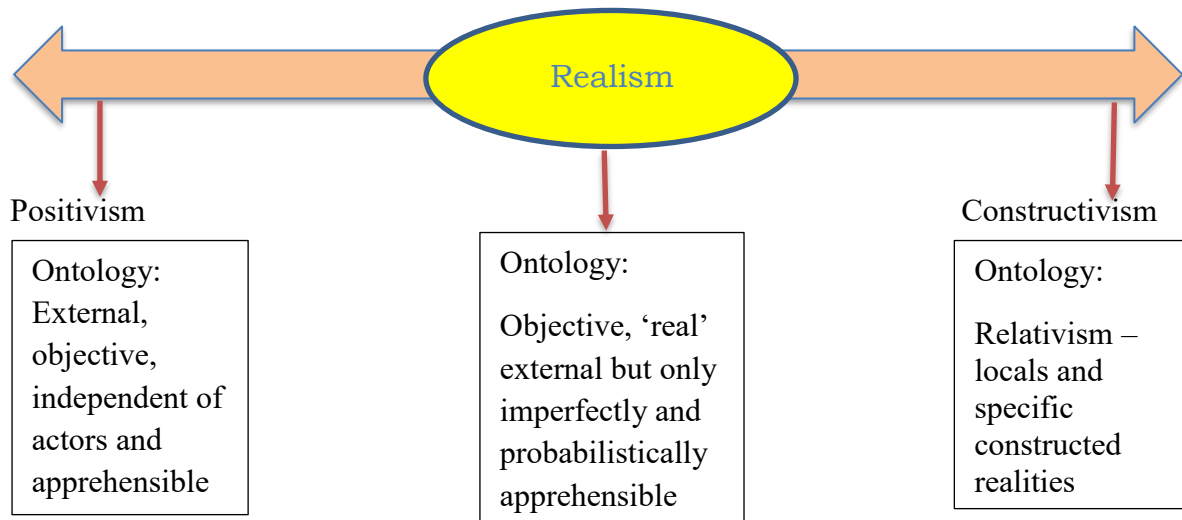 Realism
Positivism
Constructivism
Ontology:
External,
objective,
independent of
actors and
apprehensible
Ontology:
Objective, ‘real’
external but only
imperfectly and
probabilistically
apprehensible
Ontology:
Relativism –
locals and
specific
constructed
realities